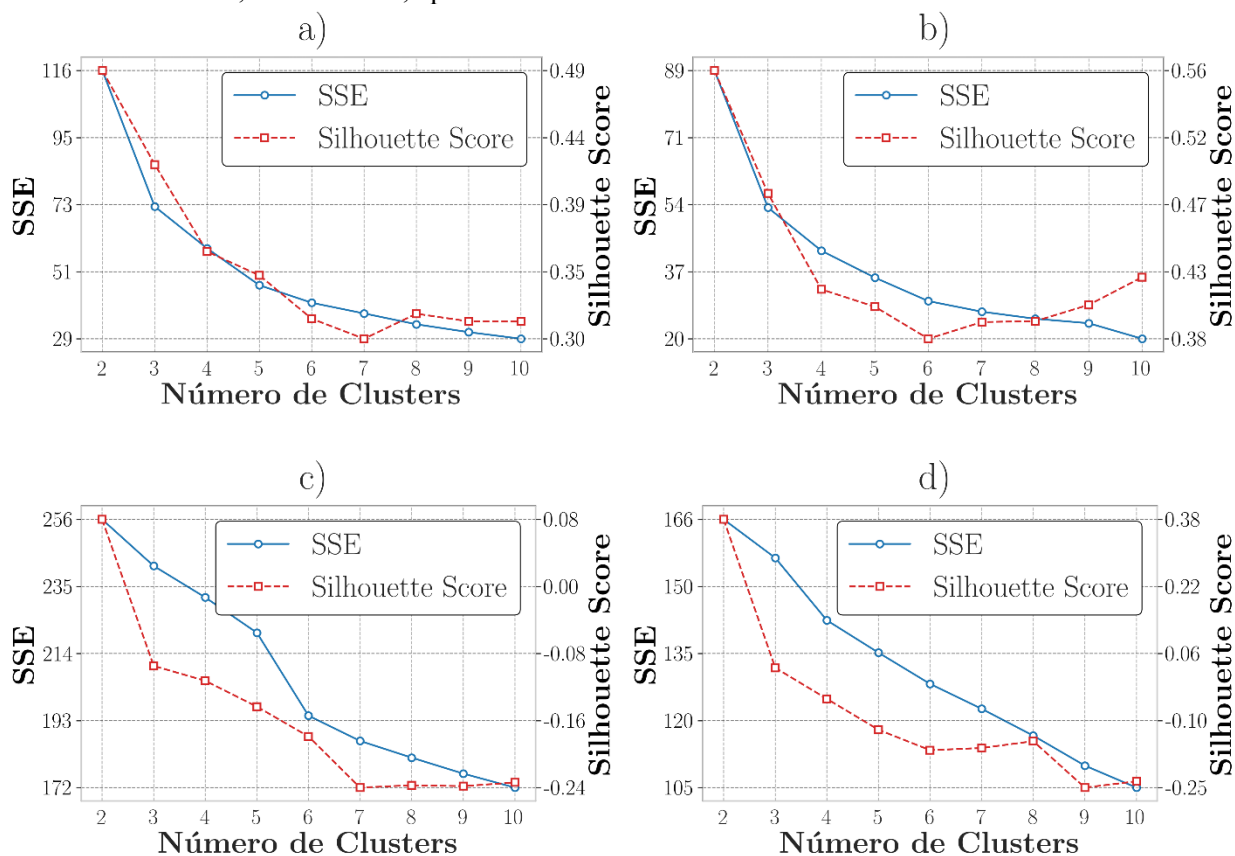 a)
116
95
73
51
29
SSE
SSE
Silhouette Score
0.49
0.44
0.39
0.35
0.30
Silhouette Score
2 3 4 5 6 7 8 9 10
Número de Clusters
b)
89
71
54
37
20
SSE
SSE
Silhouette Score
0.56
0.52
0.47
0.43
0.38
Silhouette Score
2 3 4 5 6 7 8 9 10
Número de Clusters
c)
256
235
214
193
172
SSE
SSE
Silhouette Score
0.08
0.00
-0.08
-0.16
-0.24
Silhouette Score
2 3 4 5 6 7 8 9 10
Número de Clusters
d)
166
150
135
120
105
SSE
SSE
Silhouette Score
0.38
0.22
0.06
-0.10
-0.25
Silhouette Score
2 3 4 5 6 7 8 9 10
Número de Clusters